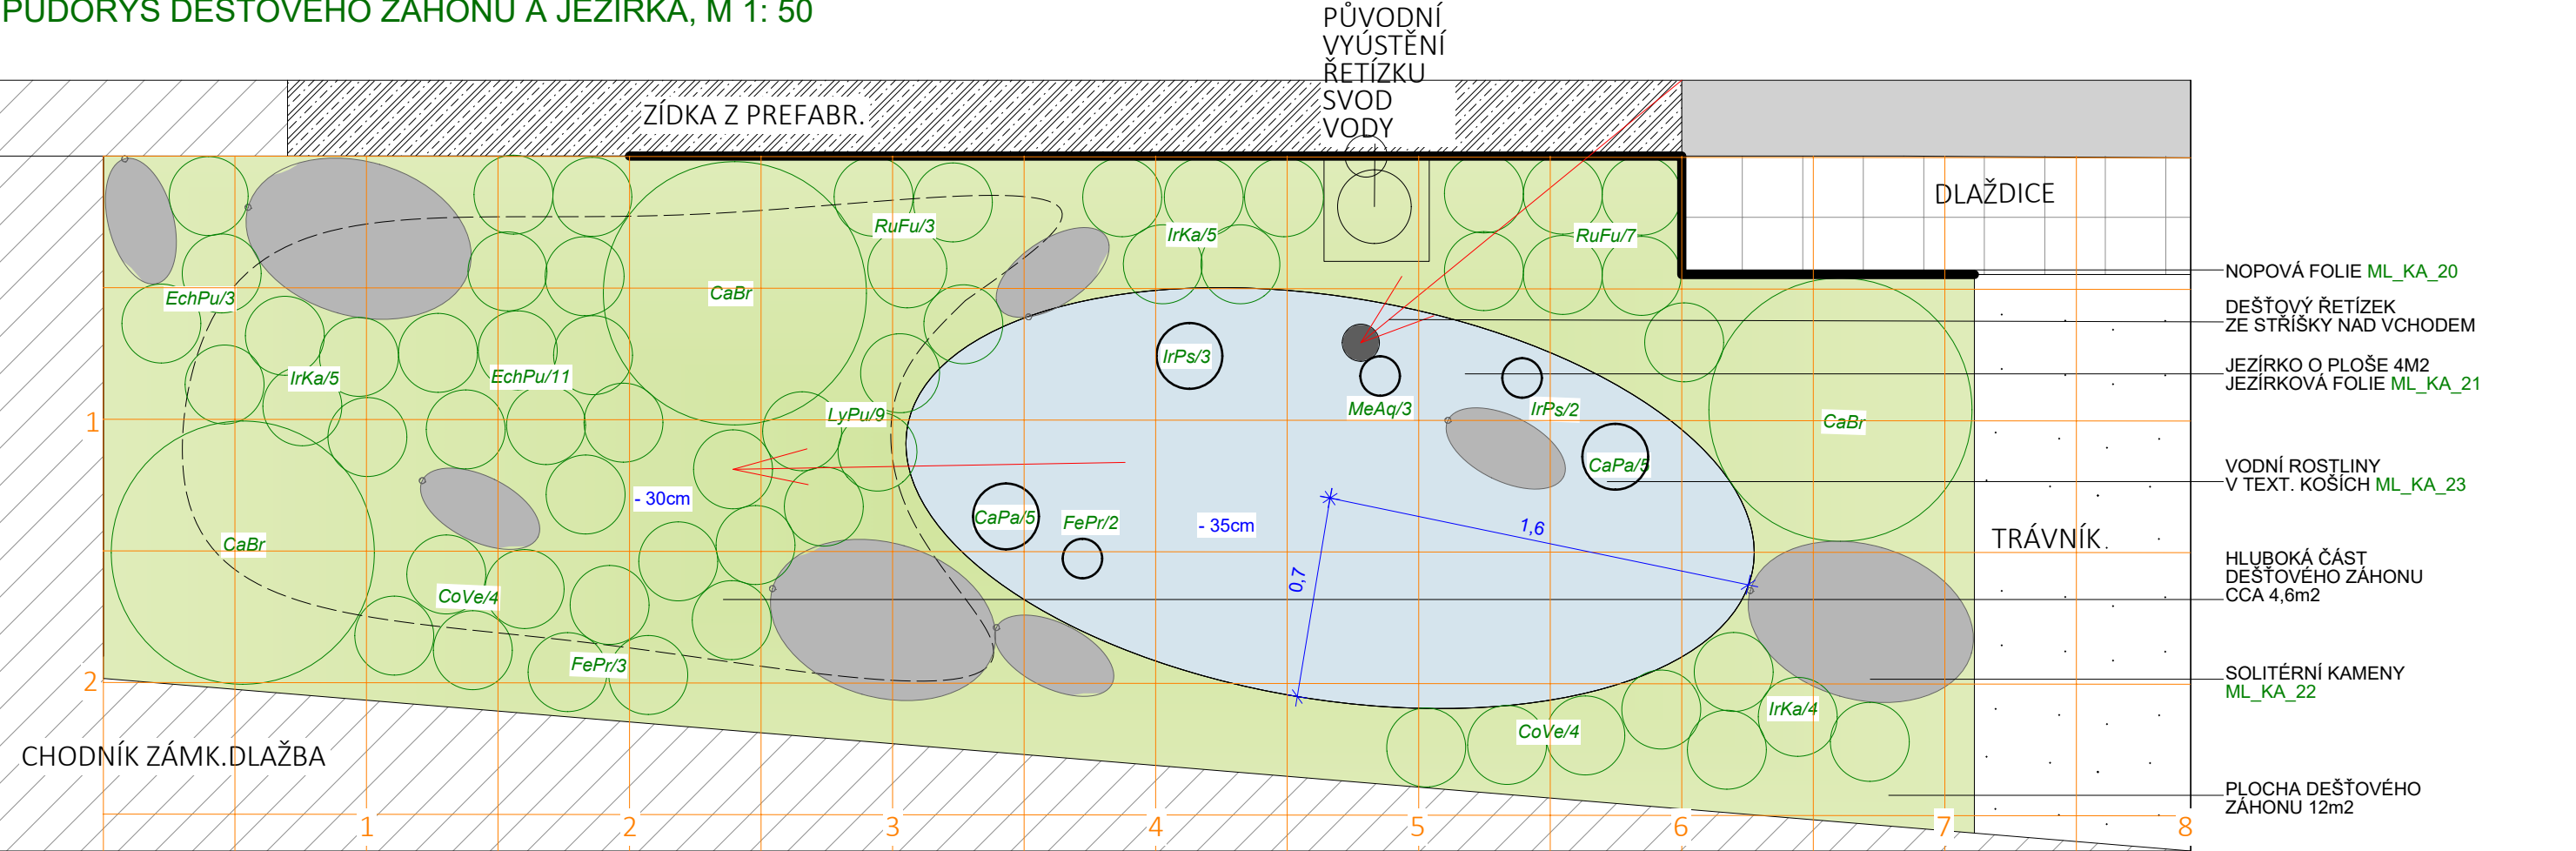 PŮDORYS DEŠŤOVÉHO ZÁHONU A JEZÍRKA, M 1: 50
PŮVODNÍ
VYÚSTĚNÍ
ŘETÍZKU
SVOD
VODY
ZÍDKA Z PREFABR.
DLAŽDICE
RuFu/3
IrKa/5
RuFu/7
EchPu/3
CaBr
NOPOVÁ FOLIE ML_KA_20
DEŠŤOVÝ ŘETÍZEK
ZE STŘÍŠKY NAD VCHODEM
IrKa/5
EchPu/11
IrPs/3
JEZÍRKO O PLOŠE 4M2
JEZÍRKOVÁ FOLIE ML_KA_21
LyPu/9
MeAq/3
IrPs/2
CaBr
1
CaPa/5
VODNÍ ROSTLINY
V TEXT. KOŠÍCH ML_KA_23
- 30cm
CaPa/5
FePr/2
- 35cm
1,6
TRÁVNÍK
CaBr
0,7
HLUBOKÁ ČÁST
DEŠŤOVÉHO ZÁHONU
CCA 4,6m2
CoVe/4
FePr/3
2
SOLITÉRNÍ KAMENY
ML_KA_22
IrKa/4
CoVe/4
CHODNÍK ZÁMK.DLAŽBA
PLOCHA DEŠŤOVÉHO
ZÁHONU 12m2
1
2
3
4
5
6
7
8